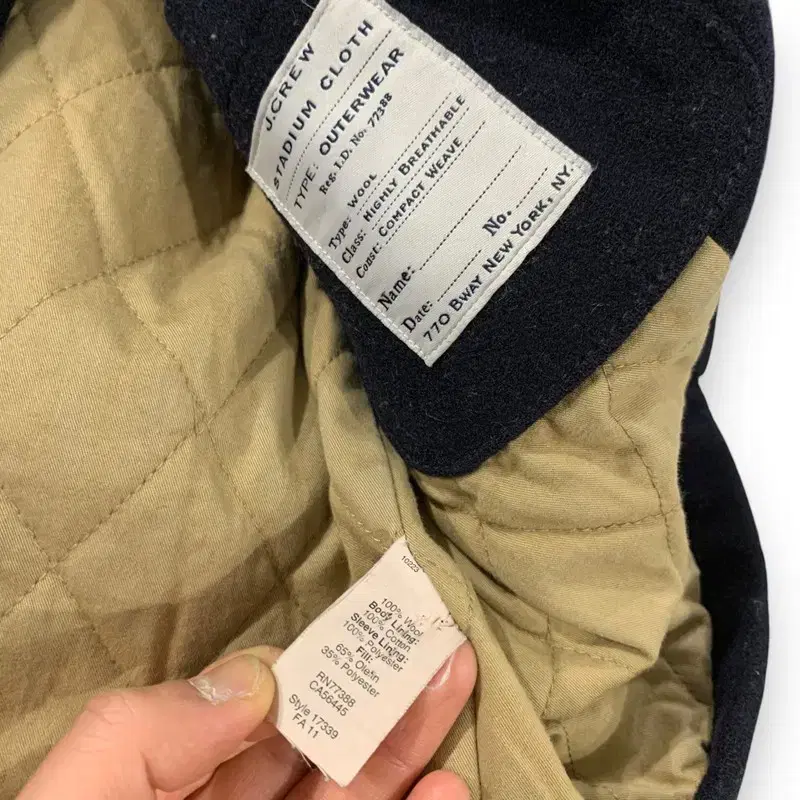 J.CREW
STADIUM CLOTH
TYPE: OUTERWEAR
Reg. I.D. No. 77388
Type: WOOL
Class: HIGHLY BREATHABLE
Const: COMPACT WEAVE
Name:
No.
Date:
770 BWAY NEW YORK, NY.
10223
100% Wool
Body Lining:
100% Cotton
Sleeve Lining:
100% Polyester
Fill:
65% Olefin
35% Polyester
RN77388
CA56445
Style 17339
FA 11